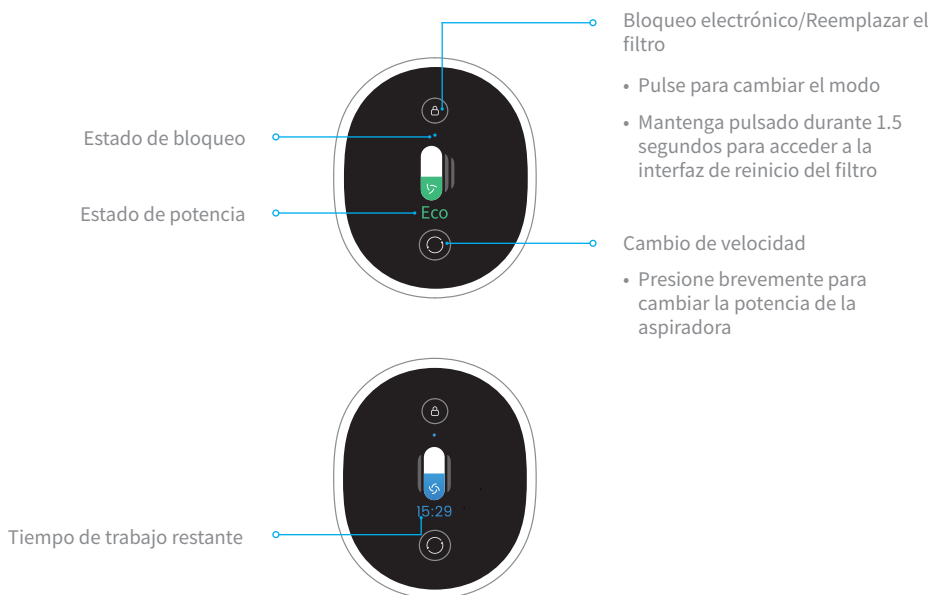 Bloqueo electrónico/Reemplazar el
filtro
• Pulse para cambiar el modo
• Mantenga pulsado durante 1.5
segundos para acceder a la
interfaz de reinicio del filtro
Estado de bloqueo
Estado de potencia
Eco
Cambio de velocidad
• Presione brevemente para
cambiar la potencia de la
aspiradora
15:29
Tiempo de trabajo restante